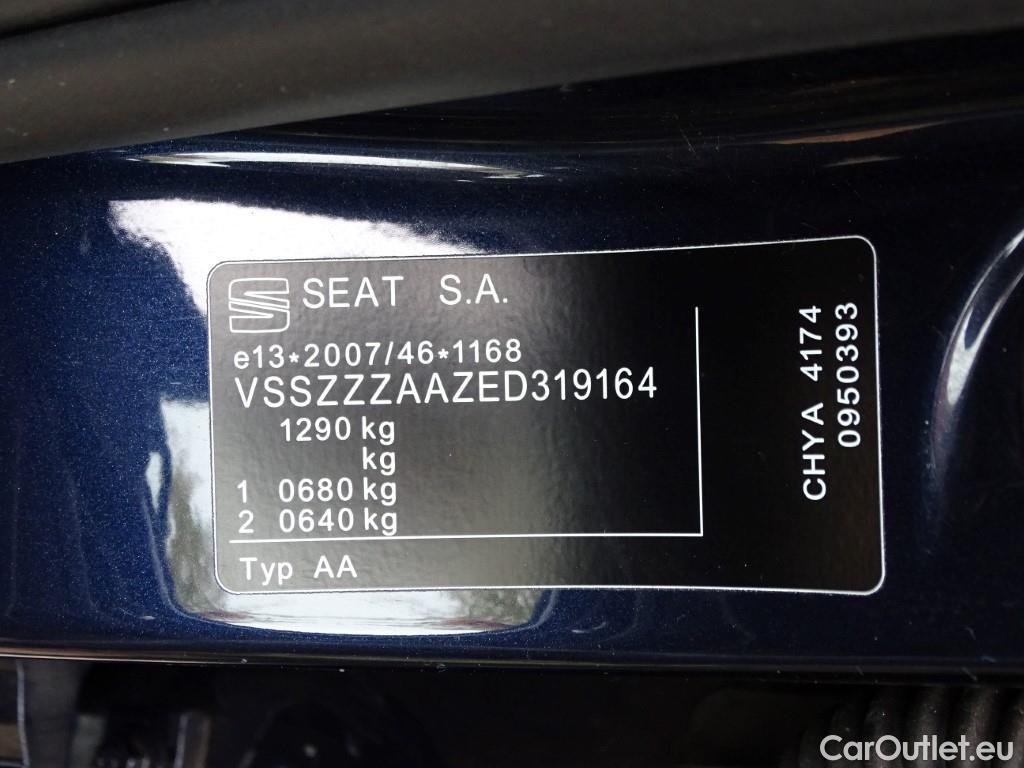 SEAT S.A.
e13*2007/46*1168
VSSZZZAAZED319164
1290 kg
kg
1 0680 kg
2 0640 kg
Typ AA
CHYA 4174
0950393
CarOutlet.eu